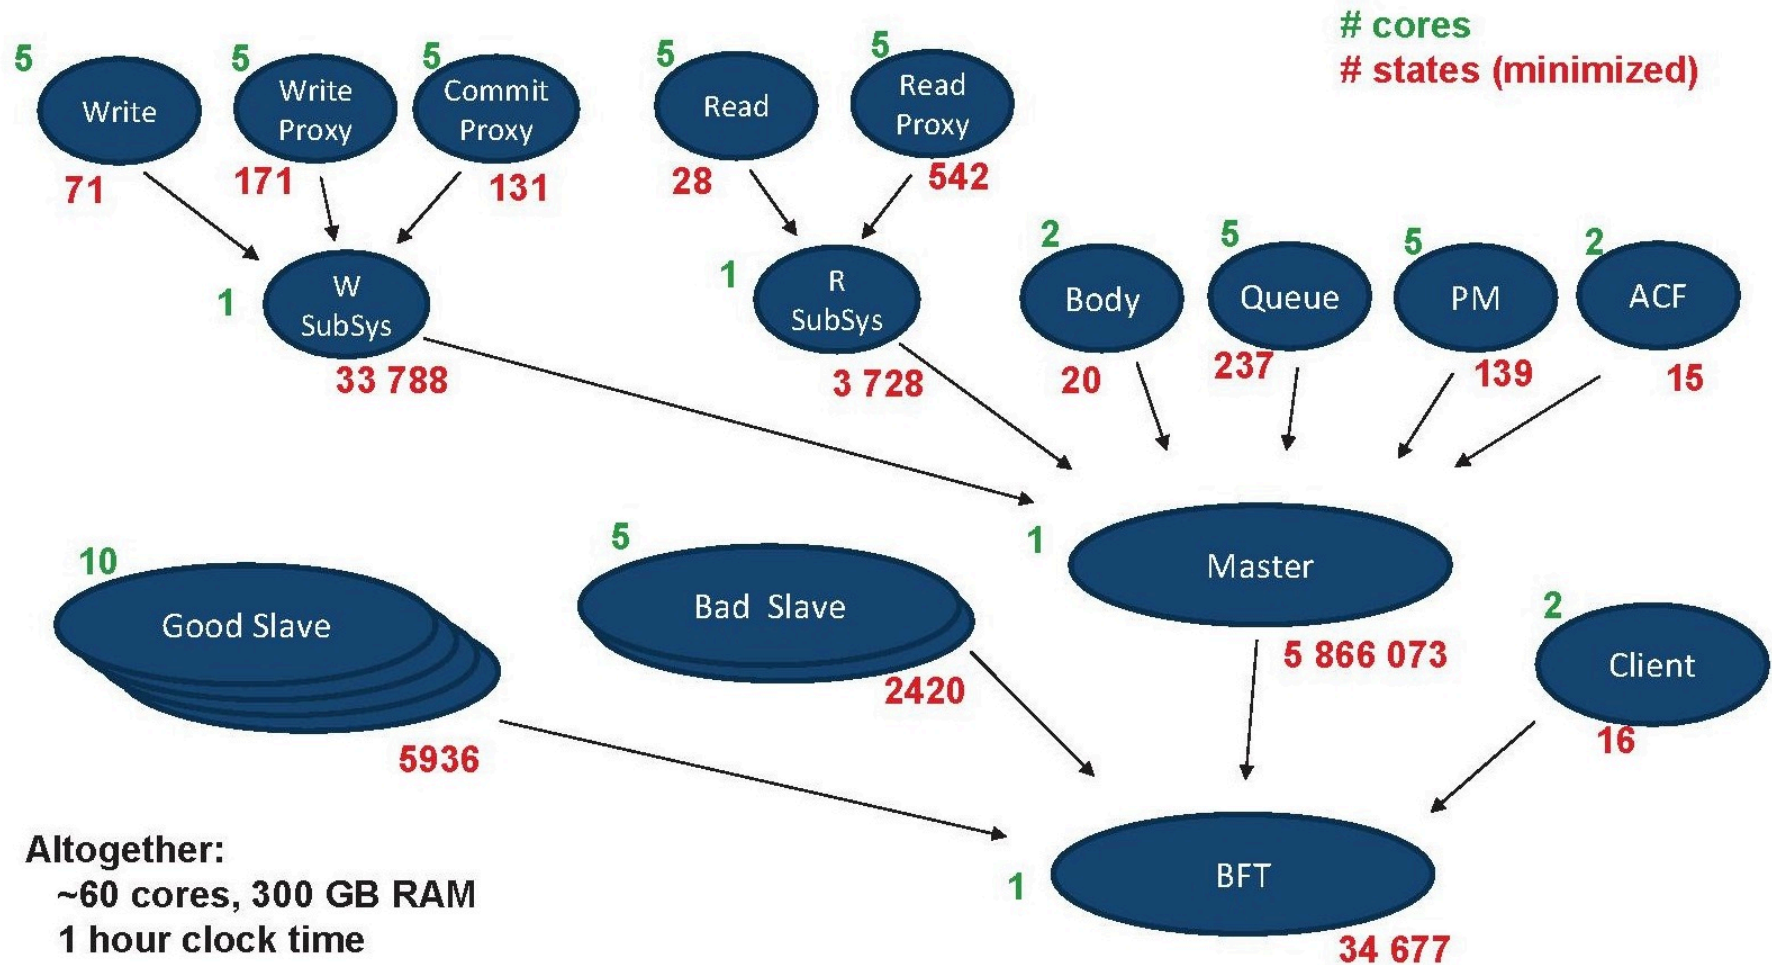 # cores
# states (minimized)
5
Write
71
5
Write
Proxy
171
5
Commit
Proxy
131
5
Read
28
5
Read
Proxy
542
1
W
SubSys
33 788
1
R
SubSys
3 728
2
Body
20
5
Queue
237
5
PM
139
2
ACF
15
10
Good Slave
5936
5
Bad Slave
2420
1
Master
5 866 073
2
Client
16
1
BFT
34 677
Altogether:
~60 cores, 300 GB RAM
1 hour clock time